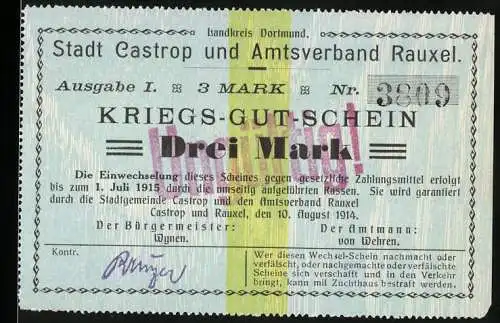 Landkreis Dortmund.
Stadt Castrop und Amtsverband Rauxel.
Ausgabe I. 3 MARK Nr. 3809
KRIEGS-GUT-SCHEIN
Drei Mark
Ungültig!
Die Einwechselung dieses Scheines gegen gesetzliche Zahlungsmittel erfolgt
bis zum 1. Juli 1915 durch die umseitig aufgeführten Kassen. Sie wird garantiert
durch die Stadtgemeinde Castrop und den Amtsverband Rauxel
Castrop und Rauxel, den 10. August 1914.
Der Bürgermeister: Der Amtmann:
Wynen. von Wehren.
Kontr.
Wer diesen Wechsel-Schein nachmacht oder
verfälscht, oder nachgemachte oder verfälschte
Scheine sich verschafft und in den Verkehr
bringt, kann mit Zuchthaus bestraft werden.